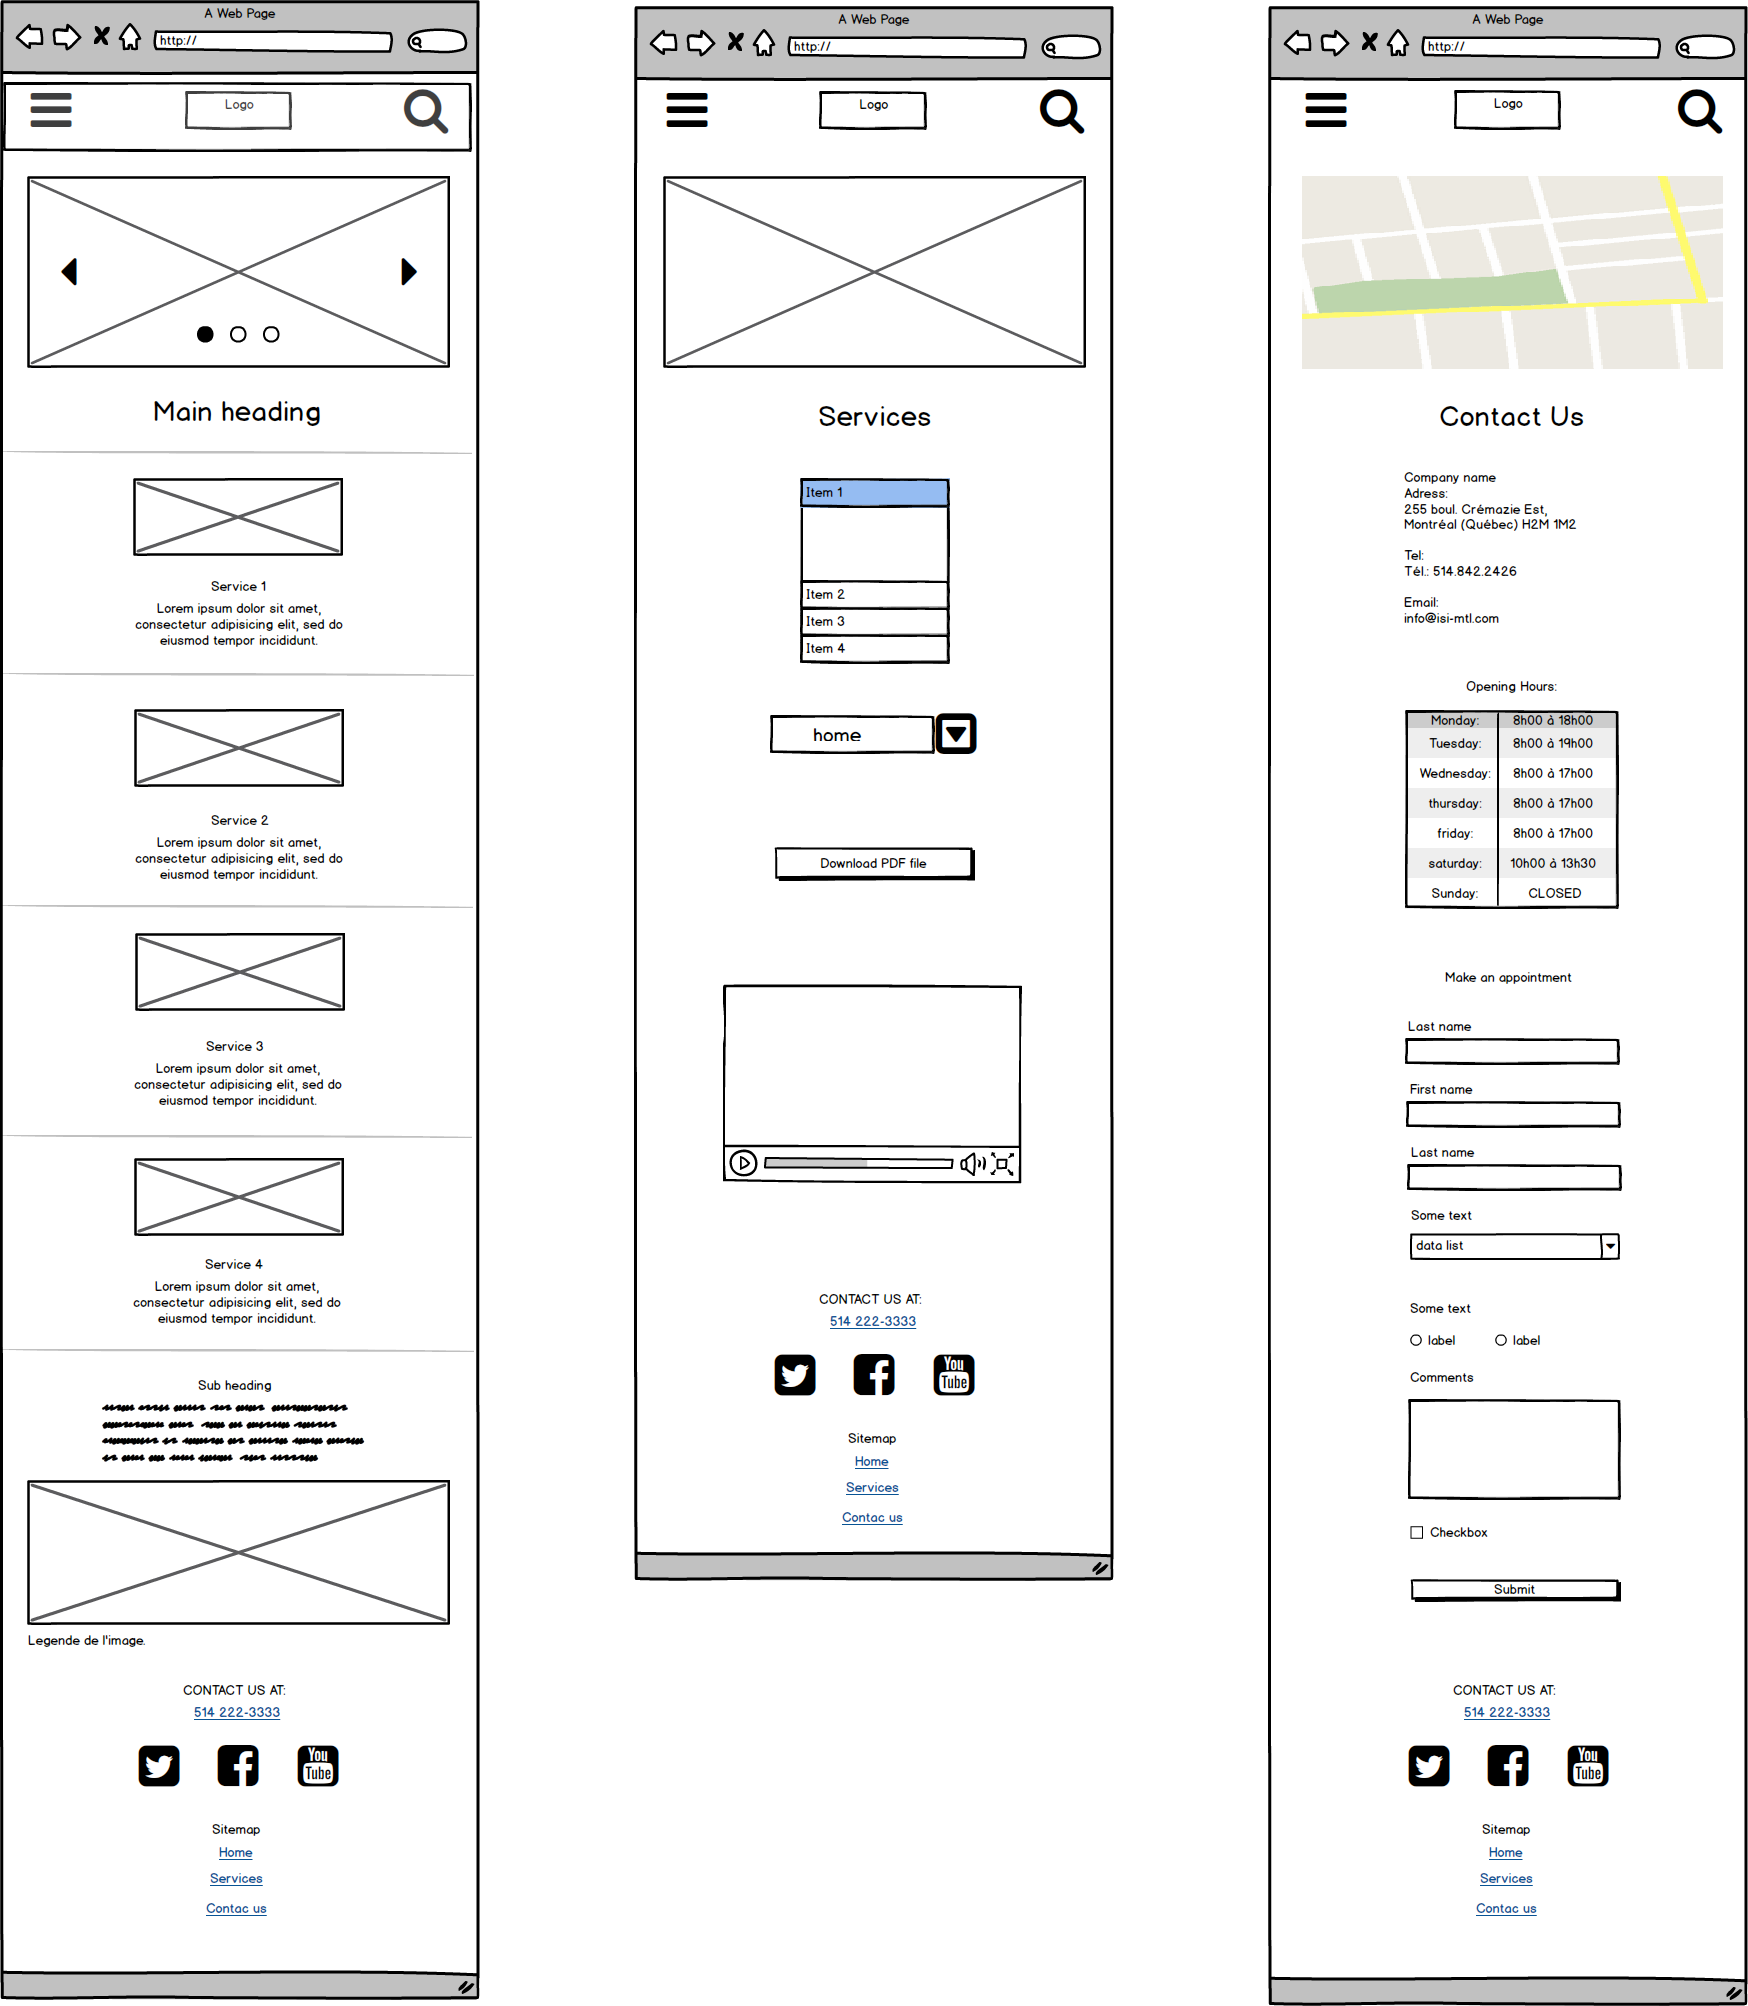 A Web Page
http://
Logo
Main heading
Service 1
Lorem ipsum dolor sit amet,
consectetur adipisicing elit, sed do
eiusmod tempor incididunt.
Service 2
Lorem ipsum dolor sit amet,
consectetur adipisicing elit, sed do
eiusmod tempor incididunt.
Service 3
Lorem ipsum dolor sit amet,
consectetur adipisicing elit, sed do
eiusmod tempor incididunt.
Service 4
Lorem ipsum dolor sit amet,
consectetur adipisicing elit, sed do
eiusmod tempor incididunt.
Sub heading
Legende de l'image.
CONTACT US AT:
514 222-3333
You
Tube
Sitemap
Home
Services
Contac us
A Web Page
http://
Logo
Services
Item 1
Item 2
Item 3
Item 4
home
Download PDF file
CONTACT US AT:
514 222-3333
You
Tube
Sitemap
Home
Services
Contac us
A Web Page
http://
Logo
Contact Us
Company name
Adress:
255 boul. Crémazie Est,
Montréal (Québec) H2M 1M2
Tel:
Tél.: 514.842.2426
Email:
info@isi-mtl.com
Opening Hours:
Monday: 8h00 à 18h00
Tuesday: 8h00 à 19h00
Wednesday: 8h00 à 17h00
thursday: 8h00 à 17h00
friday: 8h00 à 17h00
saturday: 10h00 à 13h30
Sunday: CLOSED
Make an appointment
Last name
First name
Last name
Some text
data list
Some text
label label
Comments
Checkbox
Submit
CONTACT US AT:
514 222-3333
You
Tube
Sitemap
Home
Services
Contac us